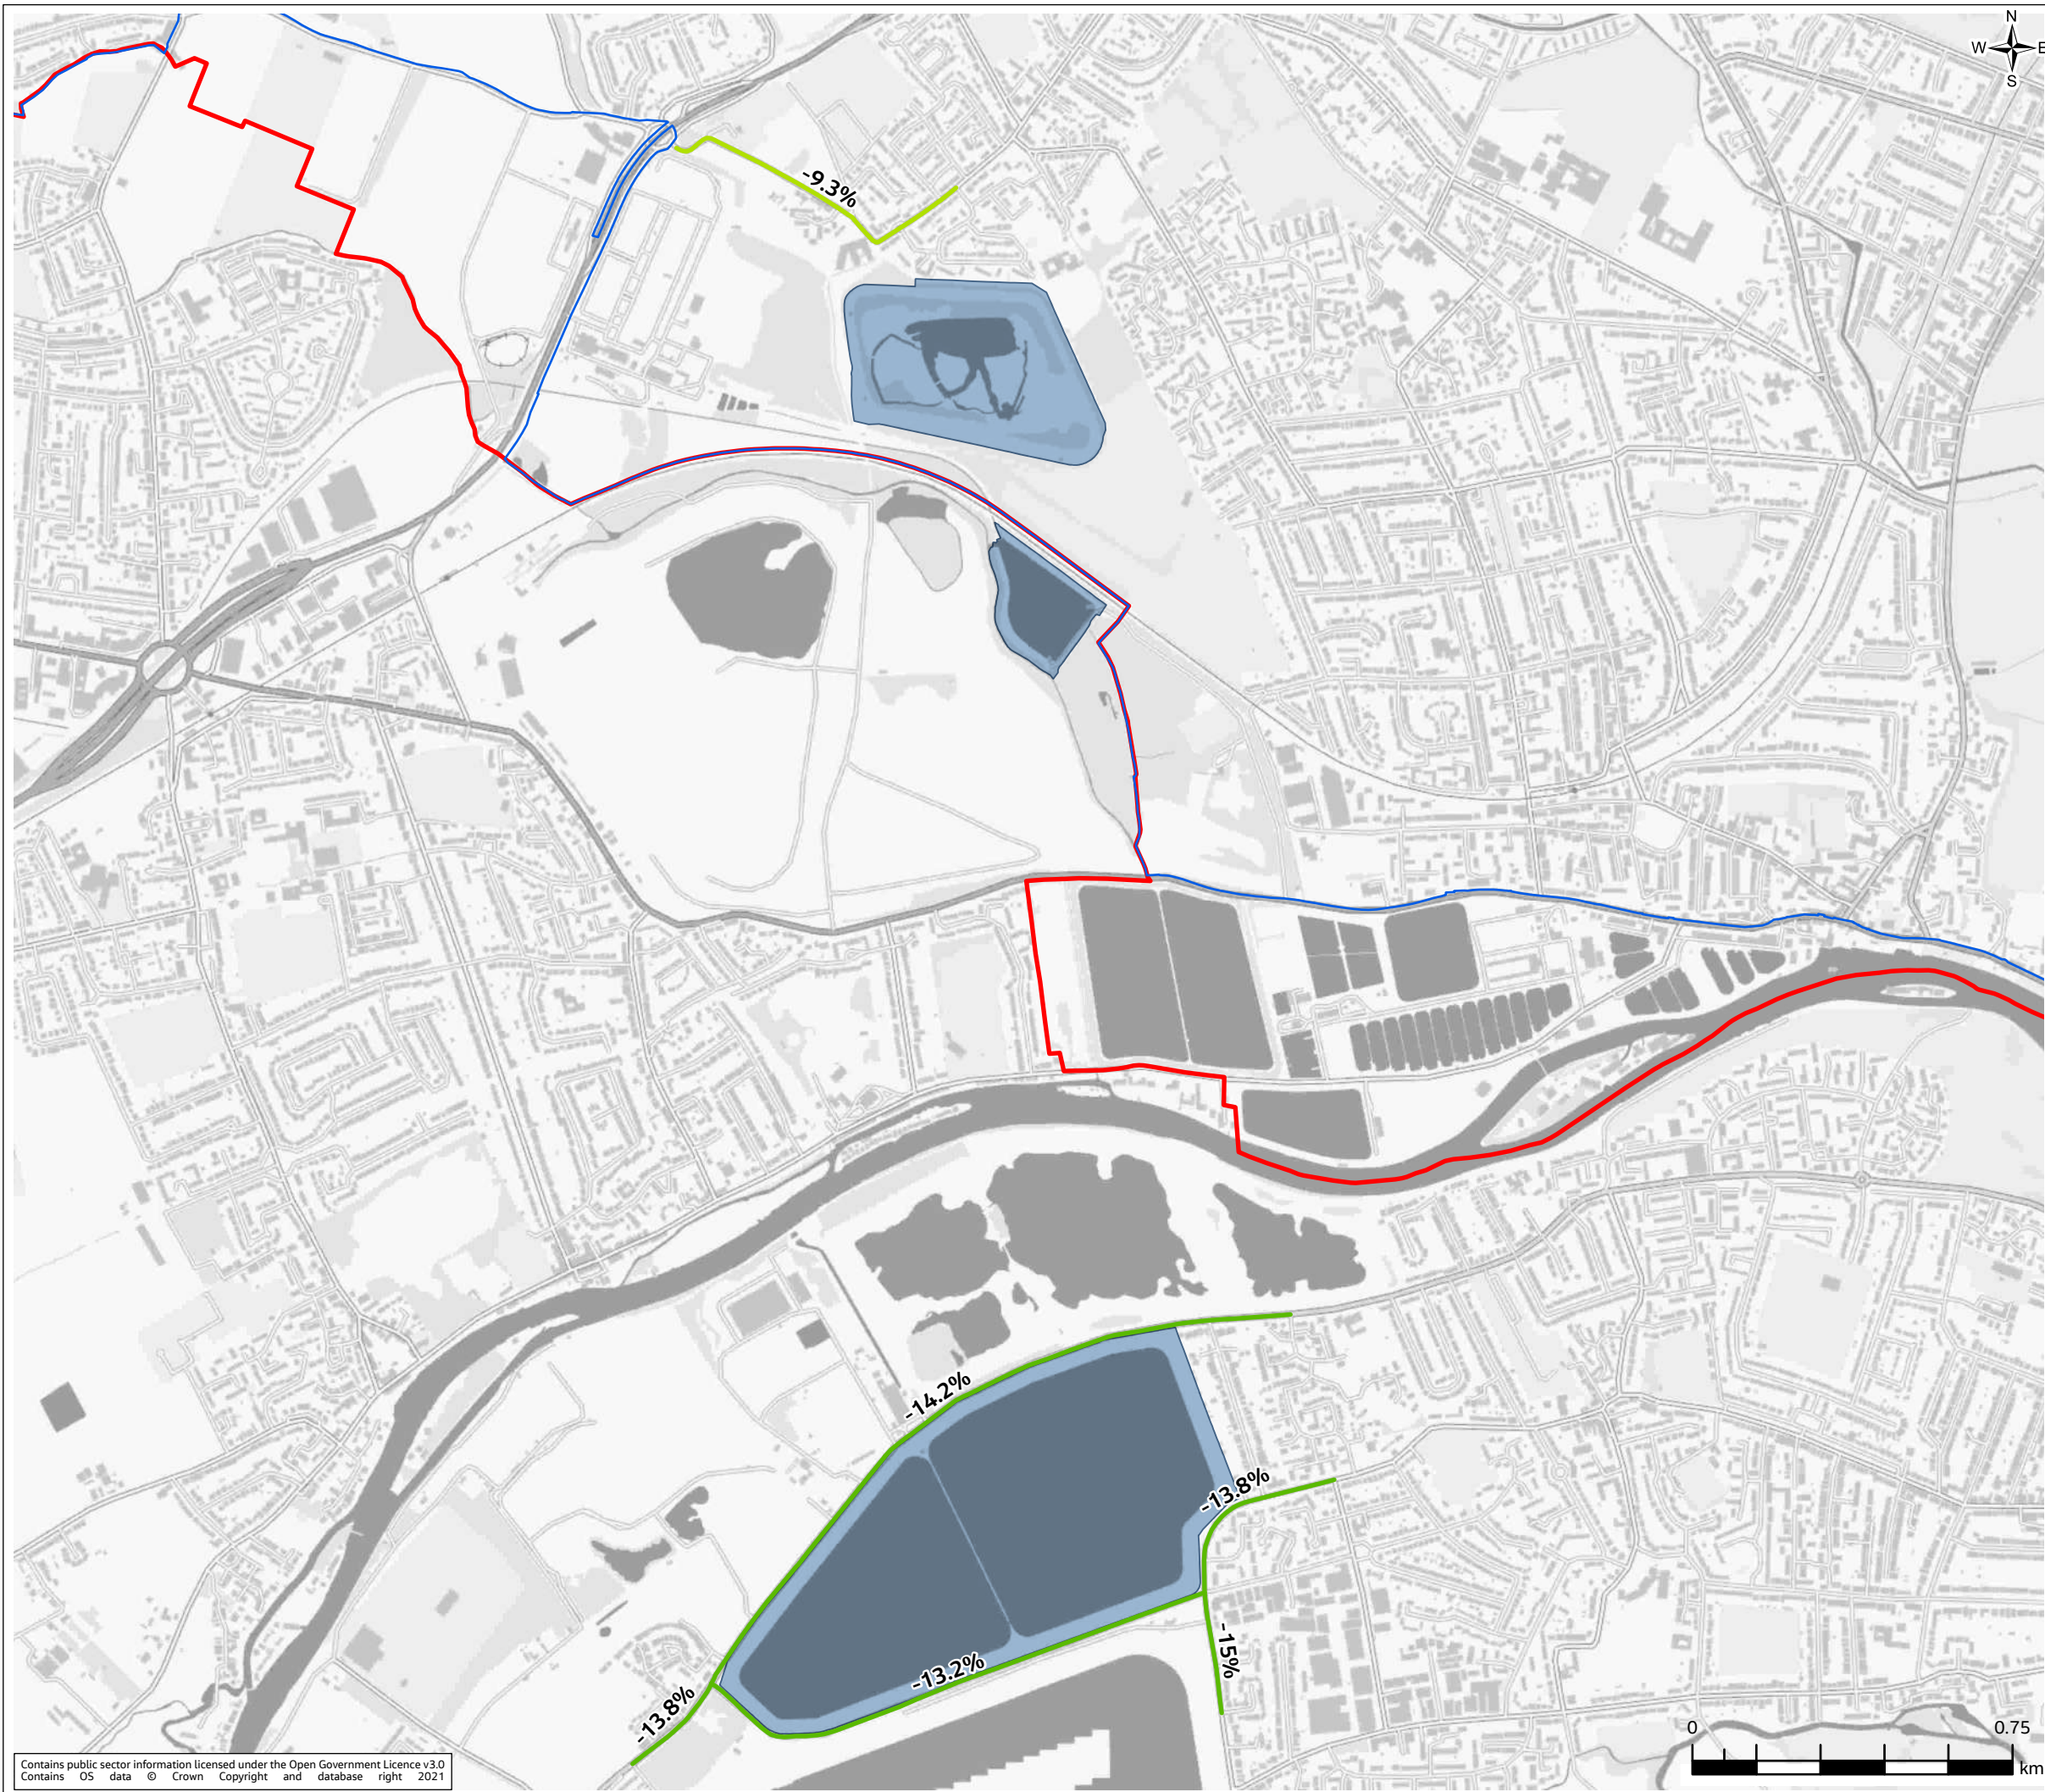 N
W E
S
-9.3%
-14.2%
-13.8%
-13.2%
-15%
-13.8%
0 0.75
km
Contains public sector information licensed under the Open Government Licence v3.0
Contains OS data © Crown Copyright and database right 2021